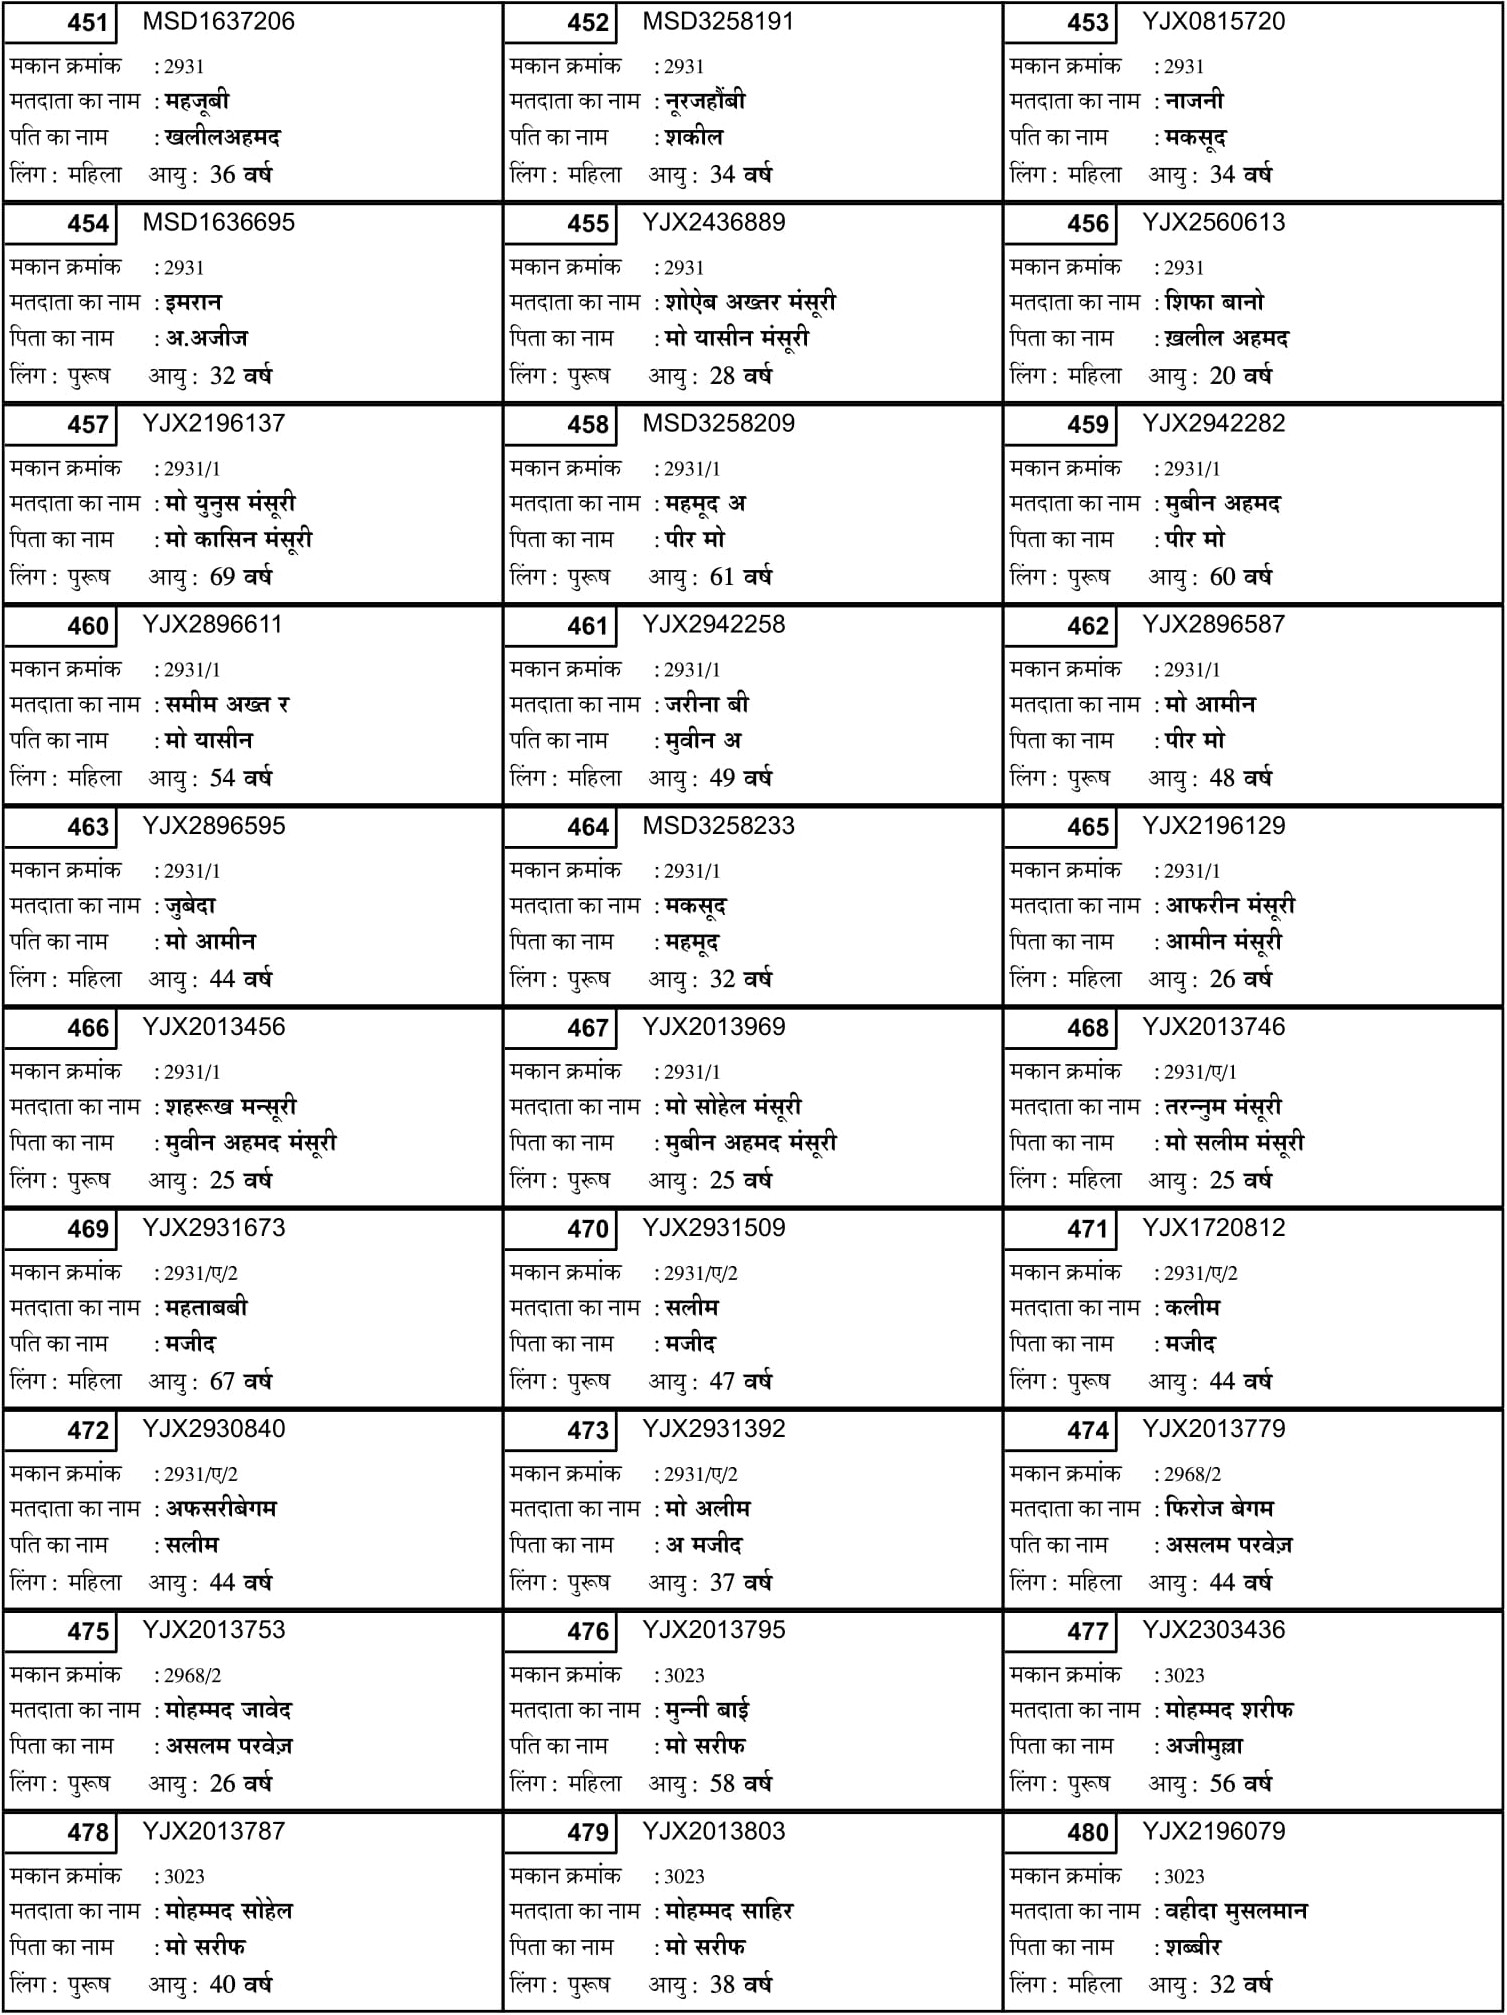 451 MSD1637206
मकान क्रमांक : 2931
मतदाता का नाम : महजूबी
पति का नाम : खलीलअहमद
लिंग : महिला आयु : 36 वर्ष
452 MSD3258191
मकान क्रमांक : 2931
मतदाता का नाम : नूरजहौंबी
पति का नाम : शकील
लिंग : महिला आयु : 34 वर्ष
453 YJX0815720
मकान क्रमांक : 2931
मतदाता का नाम : नाजनी
पति का नाम : मकसूद
लिंग : महिला आयु : 34 वर्ष
454 MSD1636695
मकान क्रमांक : 2931
मतदाता का नाम : इमरान
पिता का नाम : अ.अजीज
लिंग : पुरूष आयु : 32 वर्ष
455 YJX2436889
मकान क्रमांक : 2931
मतदाता का नाम : शोऐब अख्तर मंसूरी
पिता का नाम : मो यासीन मंसूरी
लिंग : पुरूष आयु : 28 वर्ष
456 YJX2560613
मकान क्रमांक : 2931
मतदाता का नाम : शिफा बानो
पिता का नाम : ख़लील अहमद
लिंग : महिला आयु : 20 वर्ष
457 YJX2196137
मकान क्रमांक : 2931/1
मतदाता का नाम : मो युनुस मंसूरी
पिता का नाम : मो कासिन मंसूरी
लिंग : पुरूष आयु : 69 वर्ष
458 MSD3258209
मकान क्रमांक : 2931/1
मतदाता का नाम : महमूद अ
पिता का नाम : पीर मो
लिंग : पुरूष आयु : 61 वर्ष
459 YJX2942282
मकान क्रमांक : 2931/1
मतदाता का नाम : मुबीन अहमद
पिता का नाम : पीर मो
लिंग : पुरूष आयु : 60 वर्ष
460 YJX2896611
मकान क्रमांक : 2931/1
मतदाता का नाम : समीम अख्त र
पति का नाम : मो यासीन
लिंग : महिला आयु : 54 वर्ष
461 YJX2942258
मकान क्रमांक : 2931/1
मतदाता का नाम : जरीना बी
पति का नाम : मुवीन अ
लिंग : महिला आयु : 49 वर्ष
462 YJX2896587
मकान क्रमांक : 2931/1
मतदाता का नाम : मो आमीन
पिता का नाम : पीर मो
लिंग : पुरूष आयु : 48 वर्ष
463 YJX2896595
मकान क्रमांक : 2931/1
मतदाता का नाम : जुबेदा
पति का नाम : मो आमीन
लिंग : महिला आयु : 44 वर्ष
464 MSD3258233
मकान क्रमांक : 2931/1
मतदाता का नाम : मकसूद
पिता का नाम : महमूद
लिंग : पुरूष आयु : 32 वर्ष
465 YJX2196129
मकान क्रमांक : 2931/1
मतदाता का नाम : आफरीन मंसूरी
पिता का नाम : आमीन मंसूरी
लिंग : महिला आयु : 26 वर्ष
466 YJX2013456
मकान क्रमांक : 2931/1
मतदाता का नाम : शहरूख मन्सूरी
पिता का नाम : मुवीन अहमद मंसूरी
लिंग : पुरूष आयु : 25 वर्ष
467 YJX2013969
मकान क्रमांक : 2931/1
मतदाता का नाम : मो सोहेल मंसूरी
पिता का नाम : मुबीन अहमद मंसूरी
लिंग : पुरूष आयु : 25 वर्ष
468 YJX2013746
मकान क्रमांक : 2931/ए/1
मतदाता का नाम : तरन्नुम मंसूरी
पिता का नाम : मो सलीम मंसूरी
लिंग : महिला आयु : 25 वर्ष
469 YJX2931673
मकान क्रमांक : 2931/ए/2
मतदाता का नाम : महताबबी
पति का नाम : मजीद
लिंग : महिला आयु : 67 वर्ष
470 YJX2931509
मकान क्रमांक : 2931/ए/2
मतदाता का नाम : सलीम
पिता का नाम : मजीद
लिंग : पुरूष आयु : 47 वर्ष
471 YJX1720812
मकान क्रमांक : 2931/ए/2
मतदाता का नाम : कलीम
पिता का नाम : मजीद
लिंग : पुरूष आयु : 44 वर्ष
472 YJX2930840
मकान क्रमांक : 2931/ए/2
मतदाता का नाम : अफसरीबेगम
पति का नाम : सलीम
लिंग : महिला आयु : 44 वर्ष
473 YJX2931392
मकान क्रमांक : 2931/ए/2
मतदाता का नाम : मो अलीम
पिता का नाम : अ मजीद
लिंग : पुरूष आयु : 37 वर्ष
474 YJX2013779
मकान क्रमांक : 2968/2
मतदाता का नाम : फिरोज बेगम
पति का नाम : असलम परवेज़
लिंग : महिला आयु : 44 वर्ष
475 YJX2013753
मकान क्रमांक : 2968/2
मतदाता का नाम : मोहम्मद जावेद
पिता का नाम : असलम परवेज़
लिंग : पुरूष आयु : 26 वर्ष
476 YJX2013795
मकान क्रमांक : 3023
मतदाता का नाम : मुन्नी बाई
पति का नाम : मो सरीफ
लिंग : महिला आयु : 58 वर्ष
477 YJX2303436
मकान क्रमांक : 3023
मतदाता का नाम : मोहम्मद शरीफ
पिता का नाम : अजीमुल्ला
लिंग : पुरूष आयु : 56 वर्ष
478 YJX2013787
मकान क्रमांक : 3023
मतदाता का नाम : मोहम्मद सोहेल
पिता का नाम : मो सरीफ
लिंग : पुरूष आयु : 40 वर्ष
479 YJX2013803
मकान क्रमांक : 3023
मतदाता का नाम : मोहम्मद साहिर
पिता का नाम : मो सरीफ
लिंग : पुरूष आयु : 38 वर्ष
480 YJX2196079
मकान क्रमांक : 3023
मतदाता का नाम : वहीदा मुसलमान
पिता का नाम : शब्बीर
लिंग : महिला आयु : 32 वर्ष